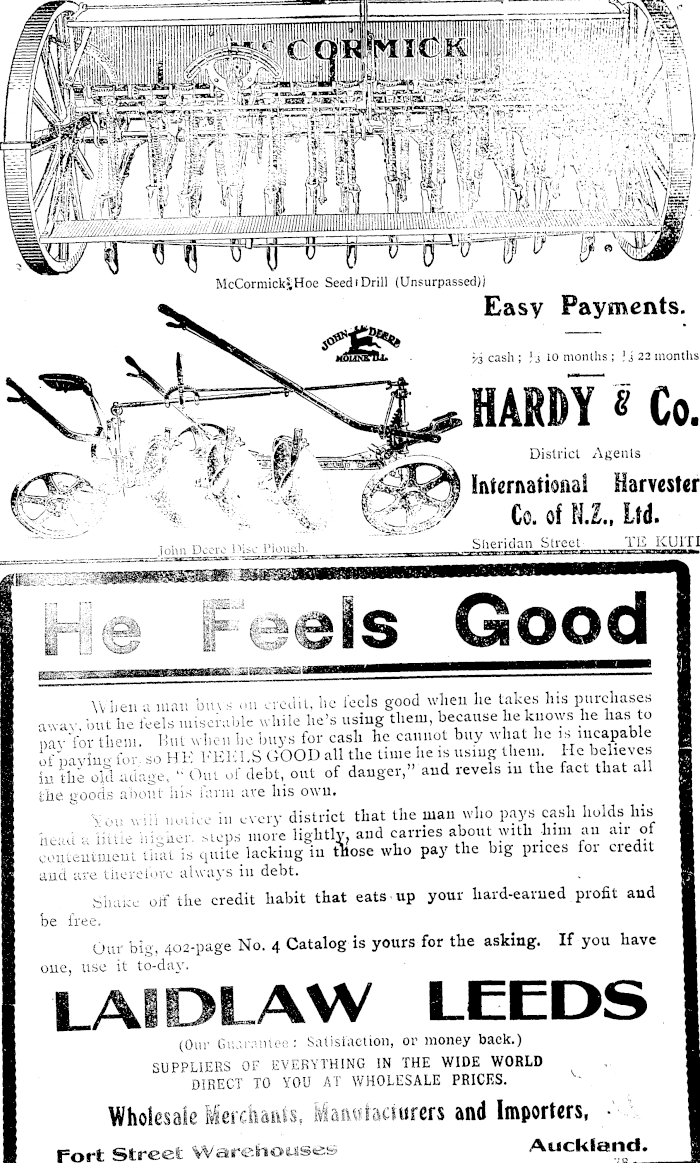 McCORMICK
McCormick Hoe Seed Drill (Unsurpassed)
Easy Payments.
JOHN DEERE
MOLINE ILL.
⅓ cash ; ⅓ 10 months ; ⅓ 22 months
HARDY & Co.
District Agents
International Harvester
Co. of N.Z., Ltd.
John Deere Disc Plough.
Sheridan Street TE KUITI
He Feels Good
When a man buys on credit, he feels good when he takes his purchases
away, but he feels miserable while he's using them, because he knows he has to
pay for them. But when he buys for cash he cannot buy what he is incapable
of paying for, so HE FEELS GOOD all the time he is using them. He believes
in the old adage, “ Out of debt, out of danger,” and revels in the fact that all
the goods about his farm are his own.
You will notice in every district that the man who pays cash holds his
head a little higher, steps more lightly, and carries about with him an air of
contentment that is quite lacking in those who pay the big prices for credit
and are therefore always in debt.
Shake off the credit habit that eats up your hard-earned profit and
be free.
Our big, 402-page No. 4 Catalog is yours for the asking. If you have
one, use it to-day.
LAIDLAW LEEDS
(Our Guarantee: Satisfaction, or money back.)
SUPPLIERS OF EVERYTHING IN THE WIDE WORLD
DIRECT TO YOU AT WHOLESALE PRICES.
Wholesale Merchants, Manufacturers and Importers,
Fort Street Warehouses Auckland.
78